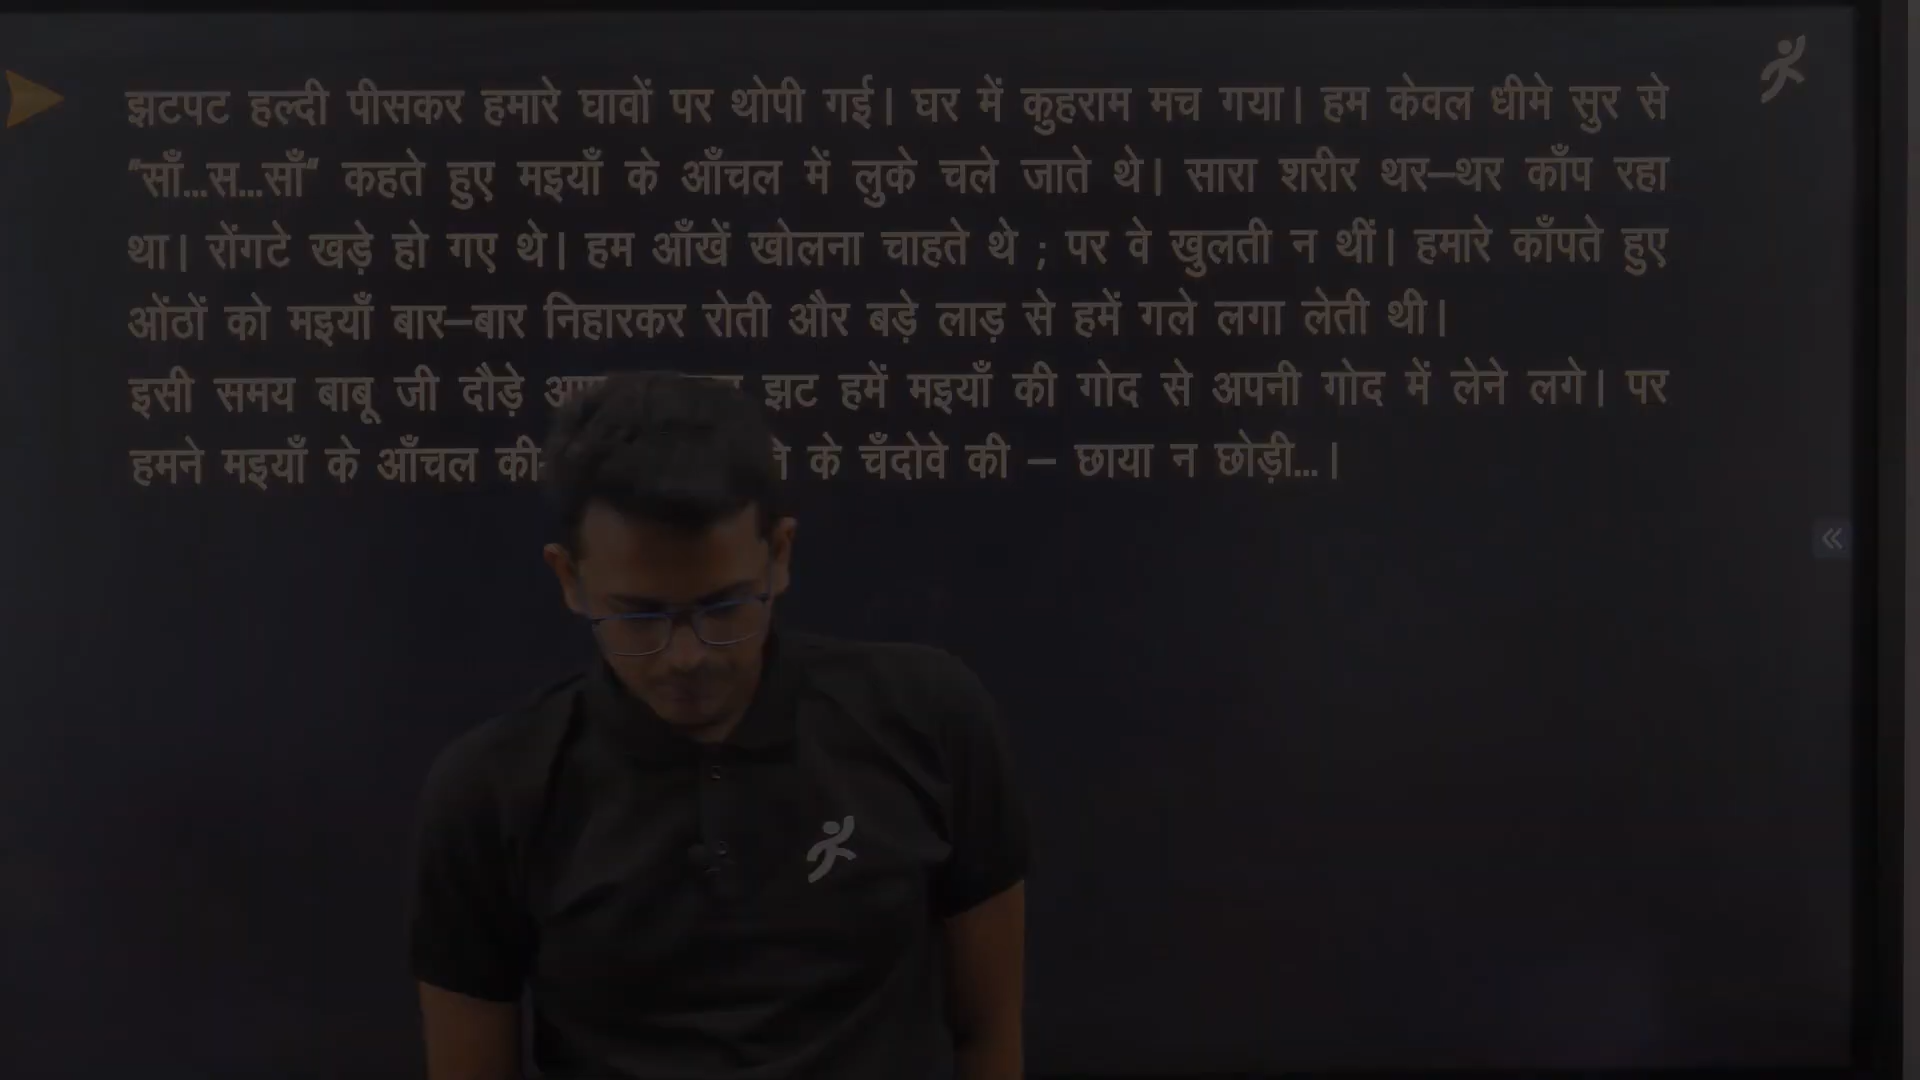 झटपट हल्दी पीसकर हमारे घावों पर थोपी गई। घर में कुहराम मच गया। हम केवल धीमे सुर से
"साँ...स...साँ" कहते हुए मइयाँ के आँचल में लुके चले जाते थे। सारा शरीर थर–थर काँप रहा
था। रोंगटे खड़े हो गए थे। हम आँखें खोलना चाहते थे ; पर वे खुलती न थीं। हमारे काँपते हुए
ओंठों को मइयाँ बार–बार निहारकर रोती और बड़े लाड़ से हमें गले लगा लेती थी।
इसी समय बाबू जी दौड़े झट हमें मइयाँ की गोद से अपनी गोद में लेने लगे। पर
हमने मइयाँ के आँचल की के चँदोवे की – छाया न छोड़ी...।